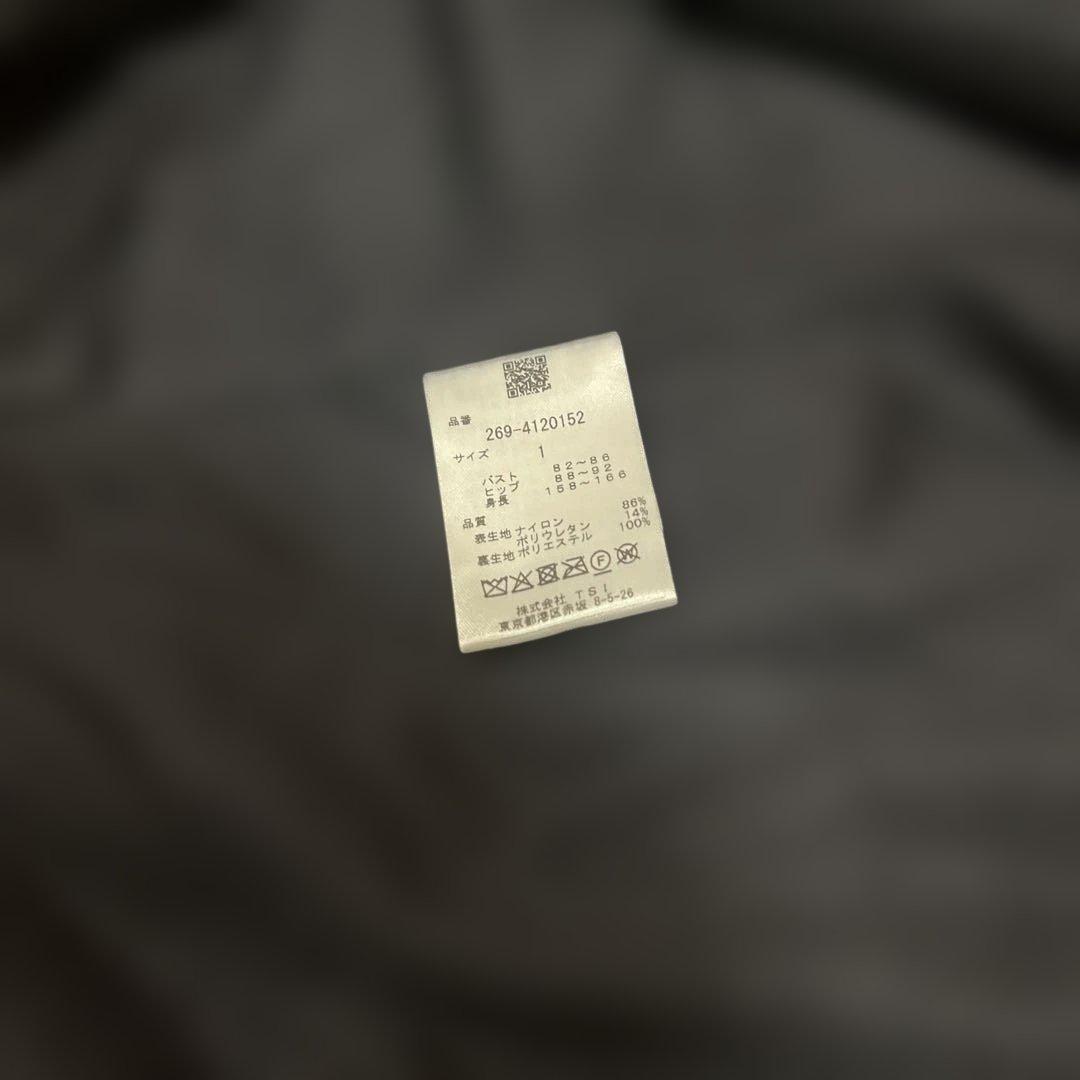 品番
269-4120152
サイズ 1
バスト 82～86
ヒップ 88～92
身長 158～166
品質
表生地 ナイロン 86%
ポリウレタン 14%
裏生地 ポリエステル 100%
F W
株式会社 TSI
東京都港区赤坂 8-5-26